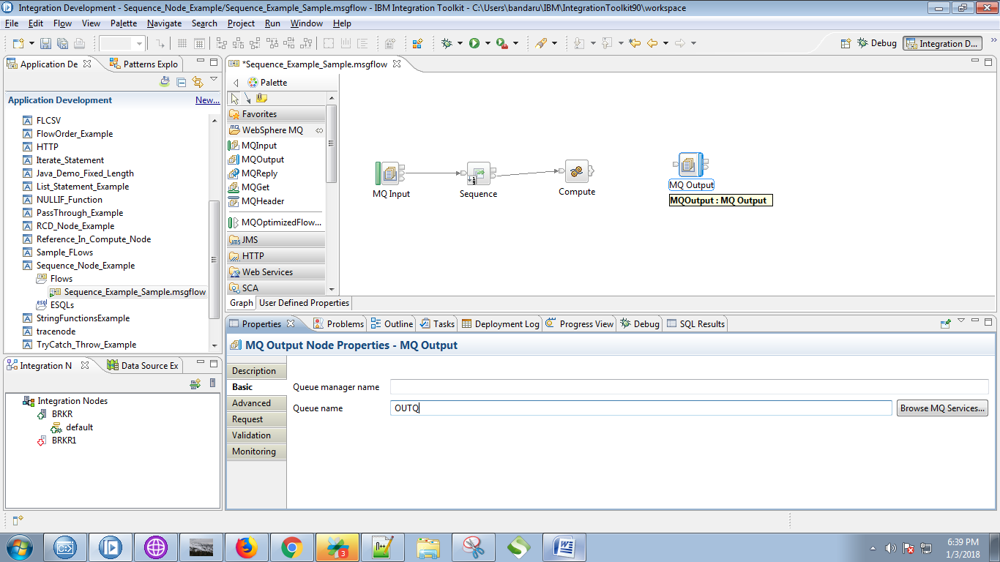 Integration Development - Sequence_Node_Example/Sequence_Example_Sample.msgflow - IBM Integration Toolkit - C:\Users\bandaru\IBM\IntegrationToolkit90\workspace
File Edit Flow View Palette Navigate Search Project Run Window Help
Debug Integration D...
Application De Patterns Explo
Application Development New...
FLCSV
FlowOrder_Example
HTTP
Iterate_Statement
Java_Demo_Fixed_Length
List_Statement_Example
NULLIF_Function
PassThrough_Example
RCD_Node_Example
Reference_In_Compute_Node
Sample_FLows
Sequence_Node_Example
Flows
Sequence_Example_Sample.msgflow
esql ESQLs
StringFunctionsExample
tracenode
TryCatch_Throw_Example
Integration N Data Source Ex
Integration Nodes
BRKR
default
BRKR1
*Sequence_Example_Sample.msgflow
Palette
Favorites
WebSphere MQ
MQInput
MQOutput
MQReply
MQGet
MQHeader
MQOptimizedFlow...
JMS
HTTP
Web Services
SCA
MQ Input
Sequence
Compute
MQ Output
MQOutput : MQ Output
Graph User Defined Properties
Properties Problems Outline Tasks Deployment Log Progress View Debug SQL Results
MQ Output Node Properties - MQ Output
Description
Basic
Advanced
Request
Validation
Monitoring
Queue manager name
Queue name OUTQ Browse MQ Services...
3
6:39 PM
1/3/2018